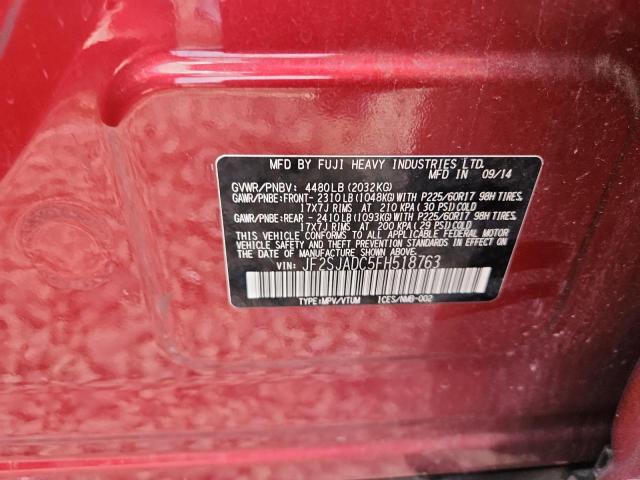 MFD BY FUJI HEAVY INDUSTRIES LTD.
MFD IN 09/14
GVWR/PNBV: 4480LB (2032KG)
GAWR/PNBE:FRONT- 2310LB (1048KG)WITH P225/60R17 98H TIRES,
17X7J RIMS AT 210 KPA (30 PSI)COLD
GAWR/PNBE:REAR - 2410LB (1093KG)WITH P225/60R17 98H TIRES,
17X7J RIMS AT 200 KPA (29 PSI)COLD
THIS VEHICLE CONFORMS TO ALL APPLICABLE FEDERAL MOTOR
VEHICLE SAFETY AND THEFT PREVENTION STANDARDS IN EFFECT ON
THE DATE OF MANUFACTURE SHOWN ABOVE.
VIN: JF2SJADC5FH518763
TYPE:MPV/VTUM ICES/NMB-002